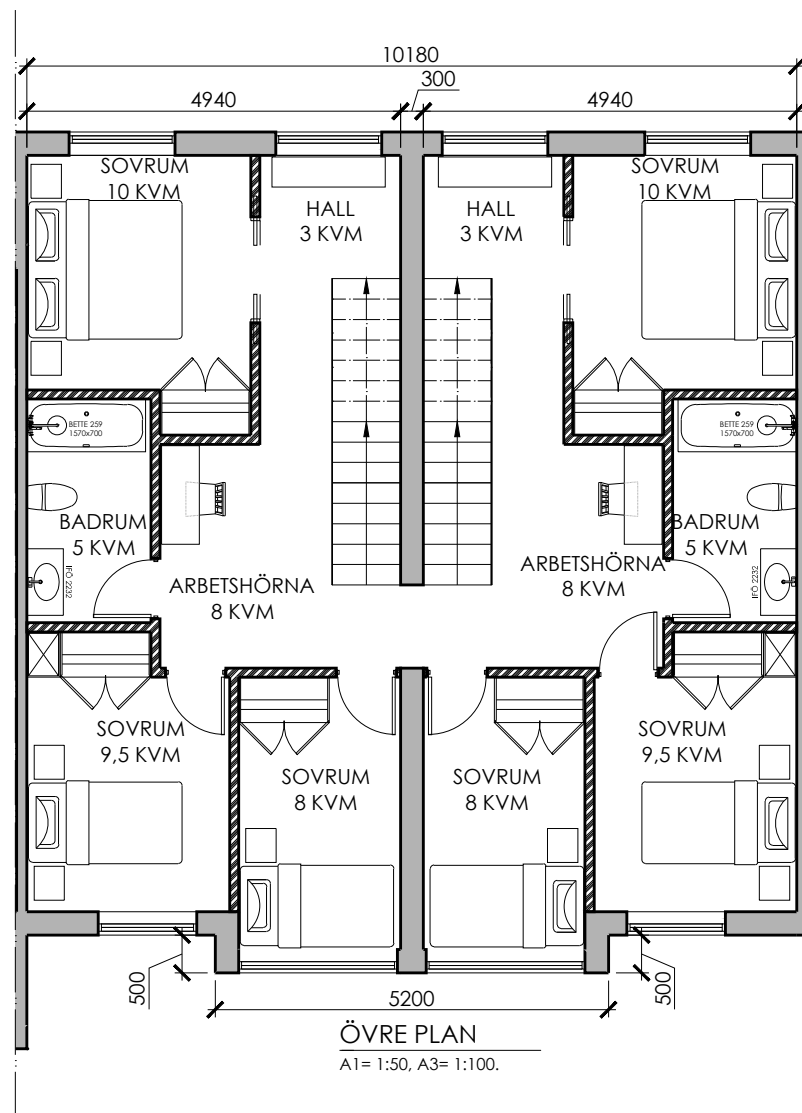 10180
300
4940
4940
SOVRUM
10 KVM
HALL
3 KVM
HALL
3 KVM
SOVRUM
10 KVM
BETTE 259
1570x700
BETTE 259
1570x700
BADRUM
5 KVM
BADRUM
5 KVM
IFÖ 2232
IFÖ 2232
ARBETSHÖRNA
8 KVM
ARBETSHÖRNA
8 KVM
SOVRUM
9,5 KVM
SOVRUM
8 KVM
SOVRUM
8 KVM
SOVRUM
9,5 KVM
500
500
5200
ÖVRE PLAN
A1= 1:50, A3= 1:100.